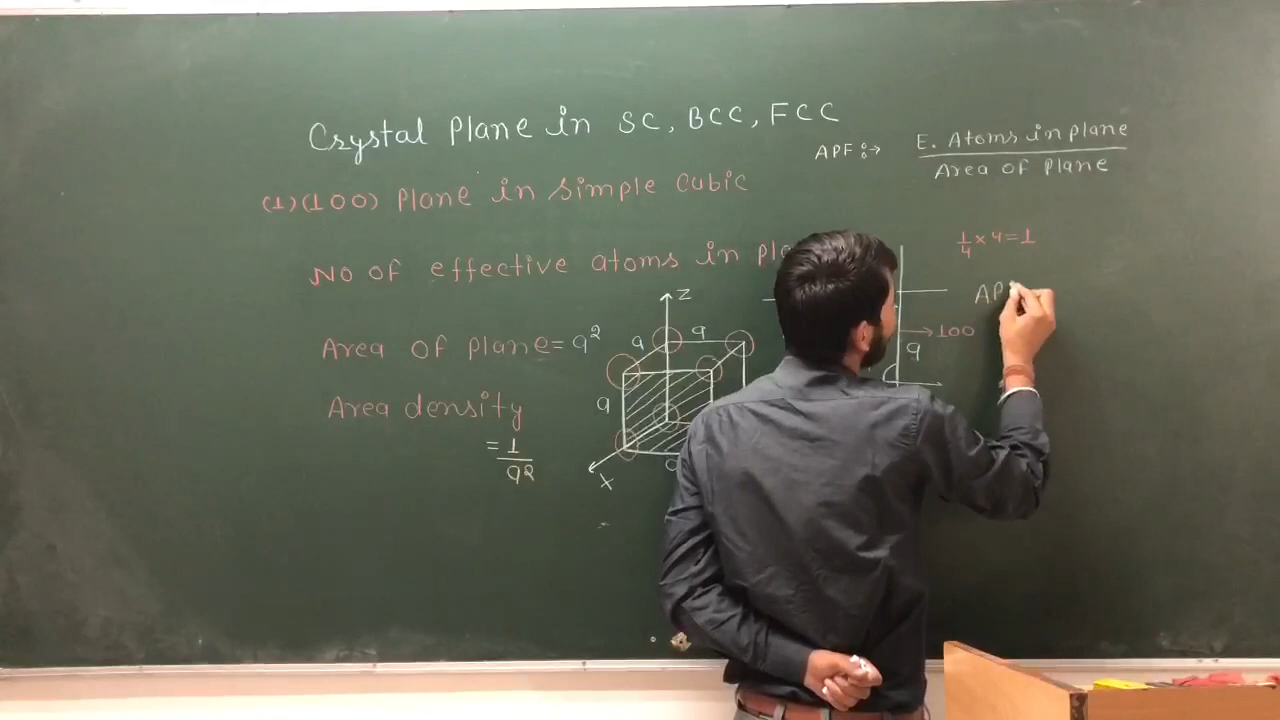 Crystal Plane in SC, BCC, FCC
APF :→ E. Atoms in plane
Area of Plane
(1) (100) Plane in simple cubic
1/4 × 4 = 1
No of effective atoms in
AP
Z
→100
Area of plane = a²
a
a
a
a
Area density
= 1/a²
X